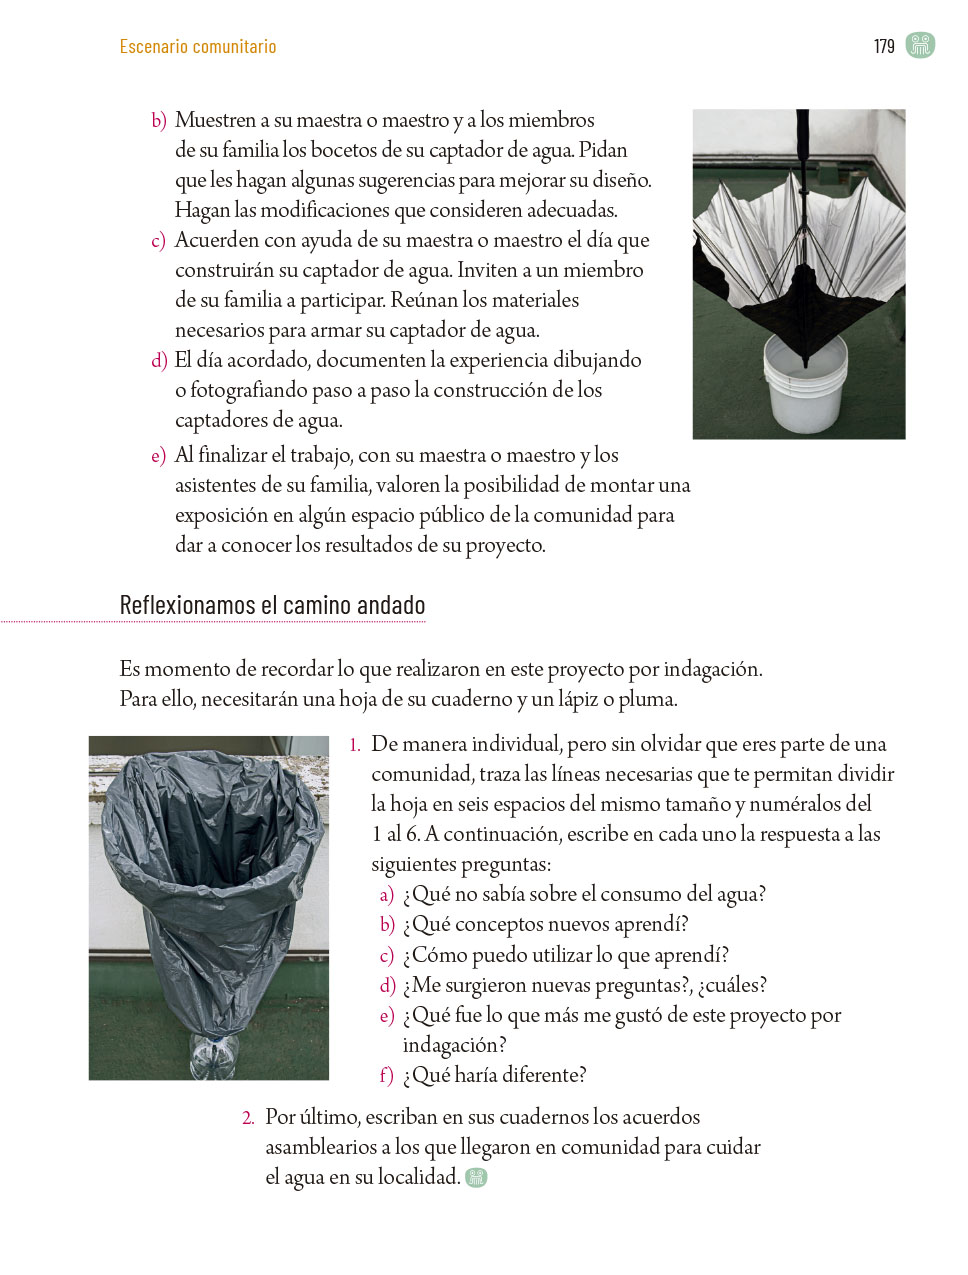 Escenario comunitario
179
b) Muestren a su maestra o maestro y a los miembros
de su familia los bocetos de su captador de agua. Pidan
que les hagan algunas sugerencias para mejorar su diseño.
Hagan las modificaciones que consideren adecuadas.
c) Acuerden con ayuda de su maestra o maestro el día que
construirán su captador de agua. Inviten a un miembro
de su familia a participar. Reúnan los materiales
necesarios para armar su captador de agua.
d) El día acordado, documenten la experiencia dibujando
o fotografiando paso a paso la construcción de los
captadores de agua.
e) Al finalizar el trabajo, con su maestra o maestro y los
asistentes de su familia, valoren la posibilidad de montar una
exposición en algún espacio público de la comunidad para
dar a conocer los resultados de su proyecto.
Reflexionamos el camino andado
Es momento de recordar lo que realizaron en este proyecto por indagación.
Para ello, necesitarán una hoja de su cuaderno y un lápiz o pluma.
1. De manera individual, pero sin olvidar que eres parte de una
comunidad, traza las líneas necesarias que te permitan dividir
la hoja en seis espacios del mismo tamaño y numéralos del
1 al 6. A continuación, escribe en cada uno la respuesta a las
siguientes preguntas:
a) ¿Qué no sabía sobre el consumo del agua?
b) ¿Qué conceptos nuevos aprendí?
c) ¿Cómo puedo utilizar lo que aprendí?
d) ¿Me surgieron nuevas preguntas?, ¿cuáles?
e) ¿Qué fue lo que más me gustó de este proyecto por
indagación?
f) ¿Qué haría diferente?
2. Por último, escriban en sus cuadernos los acuerdos
asamblearios a los que llegaron en comunidad para cuidar
el agua en su localidad.